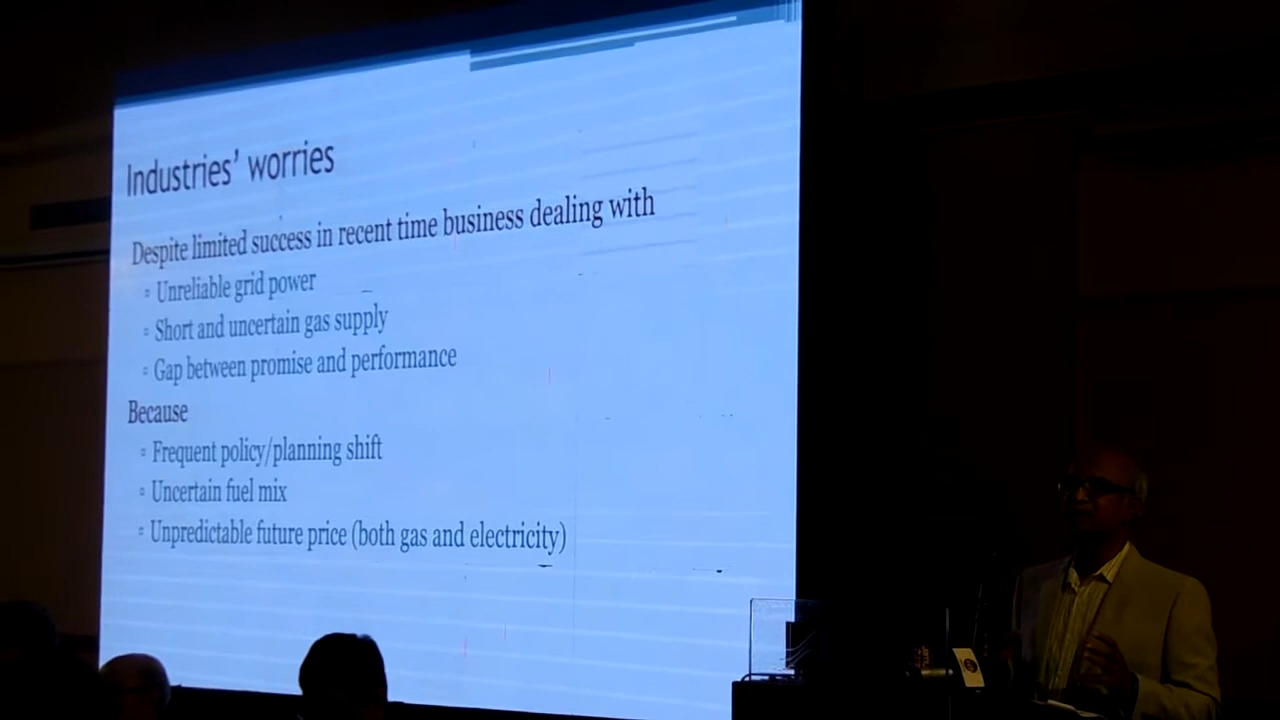 Industries' worries
Despite limited success in recent time business dealing with
Unreliable grid power
Short and uncertain gas supply
Gap between promise and performance
Because
Frequent policy/planning shift
Uncertain fuel mix
Unpredictable future price (both gas and electricity)